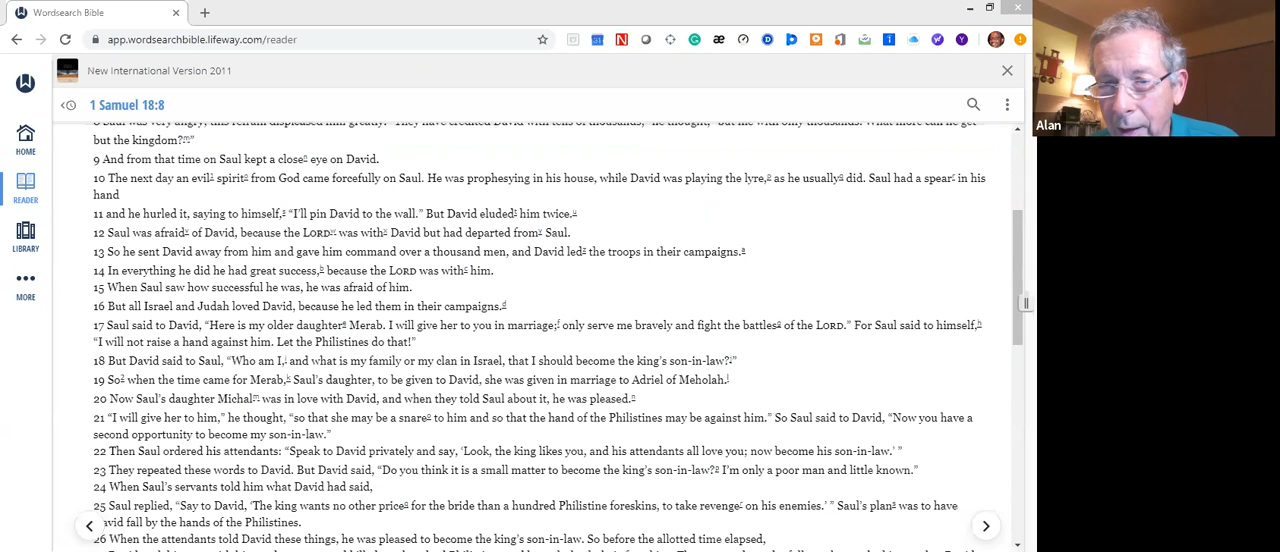 Wordsearch Bible
app.wordsearchbible.lifeway.com/reader
New International Version 2011
1 Samuel 18:8
HOME
READER
LIBRARY
MORE
8 Saul was very angry; this refrain displeased him greatly. "They have credited David with tens of thousands," he thought, "but me with only thousands. What more can he get
but the kingdom?m"
9 And from that time on Saul kept a closen eye on David.
10 The next day an evil spirito from God came forcefully on Saul. He was prophesying in his house, while David was playing the lyre,p as he usuallyq did. Saul had a spearr in his
hand
11 and he hurled it, saying to himself,s "I'll pin David to the wall." But David eludedt him twice.u
12 Saul was afraidv of David, because the LORDw was withx David but had departed fromy Saul.
13 So he sent David away from him and gave him command over a thousand men, and David ledz the troops in their campaigns.a
14 In everything he did he had great success,b because the LORD was withc him.
15 When Saul saw how successful he was, he was afraid of him.
16 But all Israel and Judah loved David, because he led them in their campaigns.d
17 Saul said to David, "Here is my older daughtere Merab. I will give her to you in marriage;f only serve me bravely and fight the battlesg of the LORD." For Saul said to himself,h
"I will not raise a hand against him. Let the Philistines do that!"
18 But David said to Saul, "Who am I,i and what is my family or my clan in Israel, that I should become the king's son-in-law?j"
19 So2 when the time came for Merab,k Saul's daughter, to be given to David, she was given in marriage to Adriel of Meholah.l
20 Now Saul's daughter Michalm was in love with David, and when they told Saul about it, he was pleased.n
21 "I will give her to him," he thought, "so that she may be a snareo to him and so that the hand of the Philistines may be against him." So Saul said to David, "Now you have a
second opportunity to become my son-in-law."
22 Then Saul ordered his attendants: "Speak to David privately and say, 'Look, the king likes you, and his attendants all love you; now become his son-in-law.' "
23 They repeated these words to David. But David said, "Do you think it is a small matter to become the king's son-in-law?p I'm only a poor man and little known."
24 When Saul's servants told him what David had said,
25 Saul replied, "Say to David, 'The king wants no other priceq for the bride than a hundred Philistine foreskins, to take revenger on his enemies.' " Saul's plans was to have
David fall by the hands of the Philistines.
26 When the attendants told David these things, he was pleased to become the king's son-in-law. So before the allotted time elapsed,
Alan